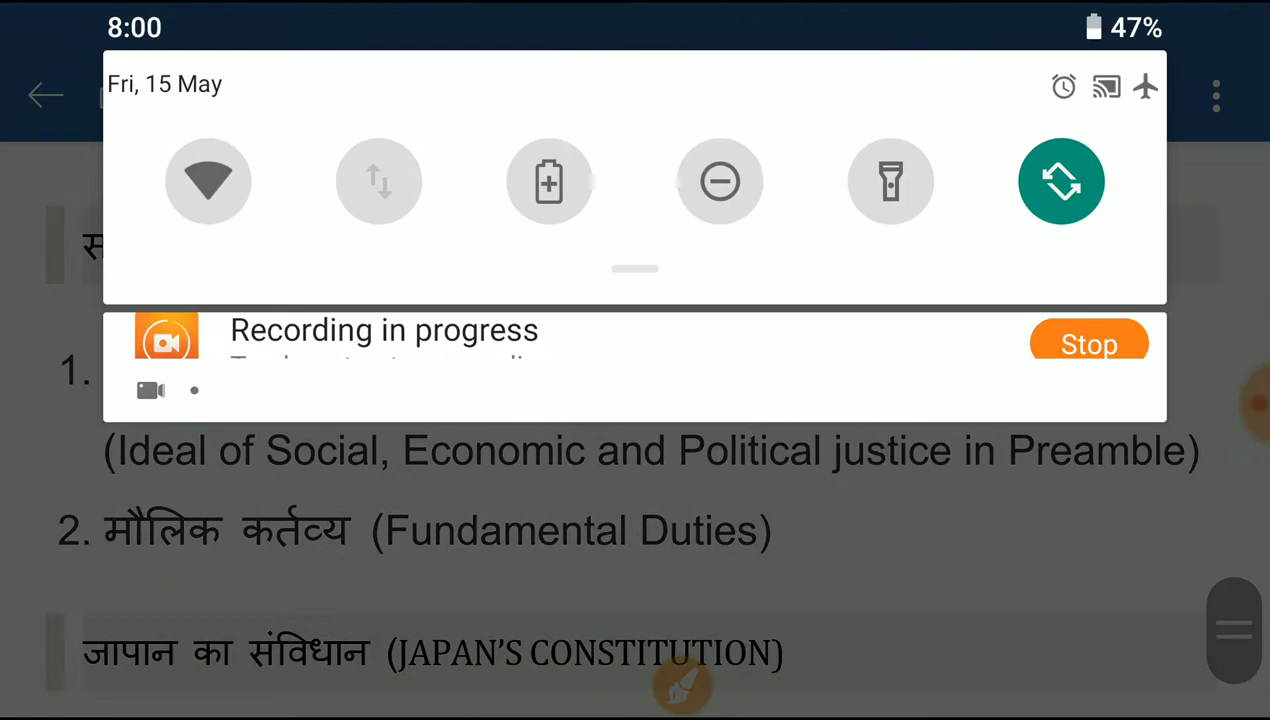 8:00
47%
Fri, 15 May
Recording in progress
Stop
1.
(Ideal of Social, Economic and Political justice in Preamble)
2. मौलिक कर्तव्य (Fundamental Duties)
जापान का संविधान (JAPAN'S CONSTITUTION)